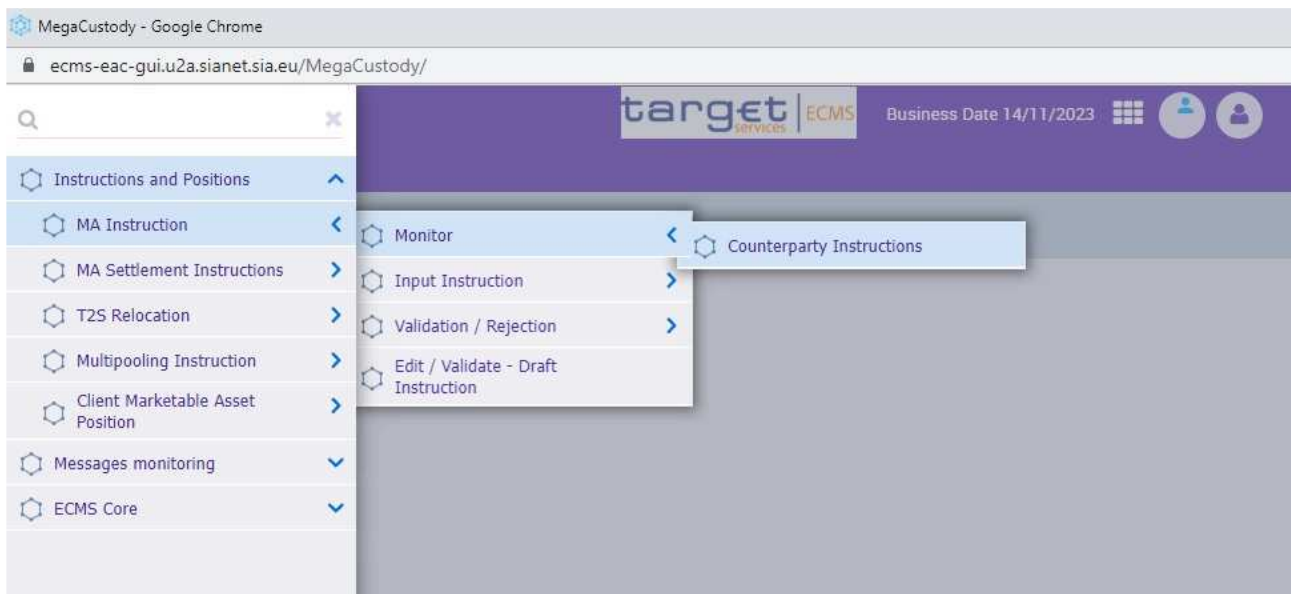 MegaCustody - Google Chrome
ecms-eac-gui.u2a.sianet.sia.eu/MegaCustody/
target services | ECMS
Business Date 14/11/2023
Instructions and Positions
MA Instruction
MA Settlement Instructions
T2S Relocation
Multipooling Instruction
Client Marketable Asset
Position
Messages monitoring
ECMS Core
Monitor
Input Instruction
Validation / Rejection
Edit / Validate - Draft
Instruction
Counterparty Instructions